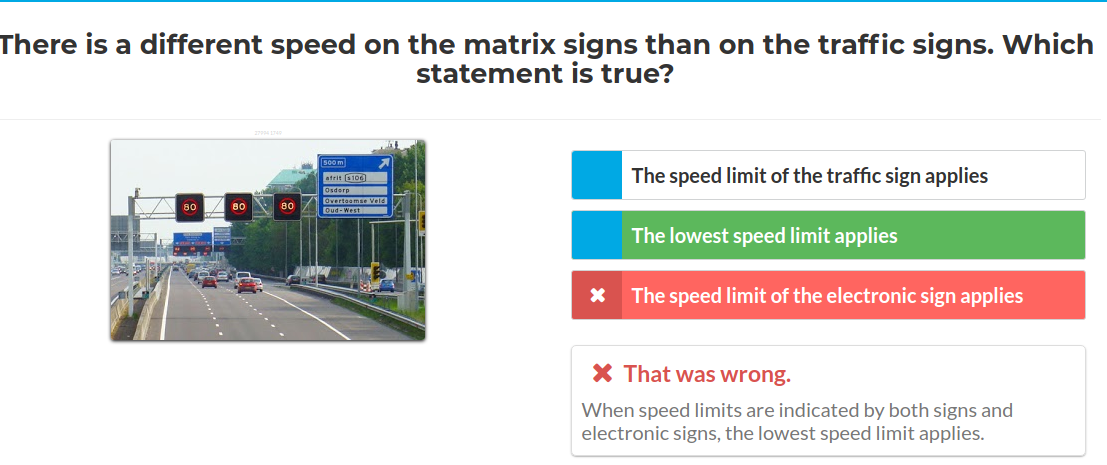 There is a different speed on the matrix signs than on the traffic signs. Which
statement is true?
500 m
afrit s106
Osdorp
Overtoomse Veld
Oud-West
80
80
80
The speed limit of the traffic sign applies
The lowest speed limit applies
The speed limit of the electronic sign applies
That was wrong.
When speed limits are indicated by both signs and
electronic signs, the lowest speed limit applies.